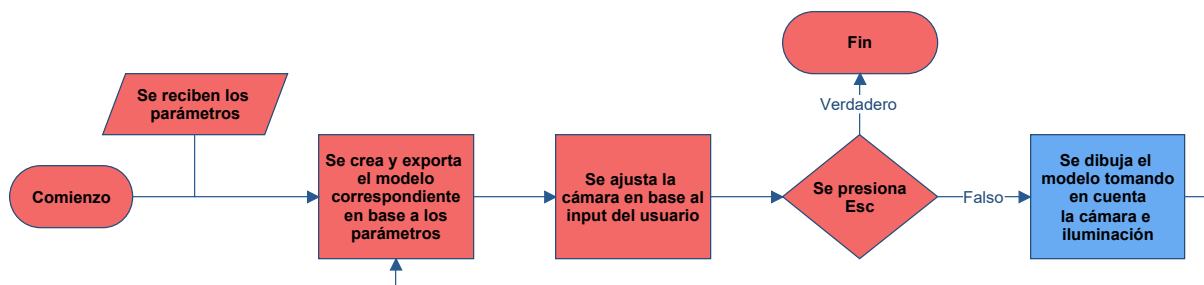 Fin
Se reciben los
parámetros
Verdadero
Comienzo
Se crea y exporta
el modelo
correspondiente
en base a los
parámetros
Se ajusta la
cámara en base al
input del usuario
Se presiona
Esc
Falso
Se dibuja el
modelo tomando
en cuenta
la cámara e
iluminación